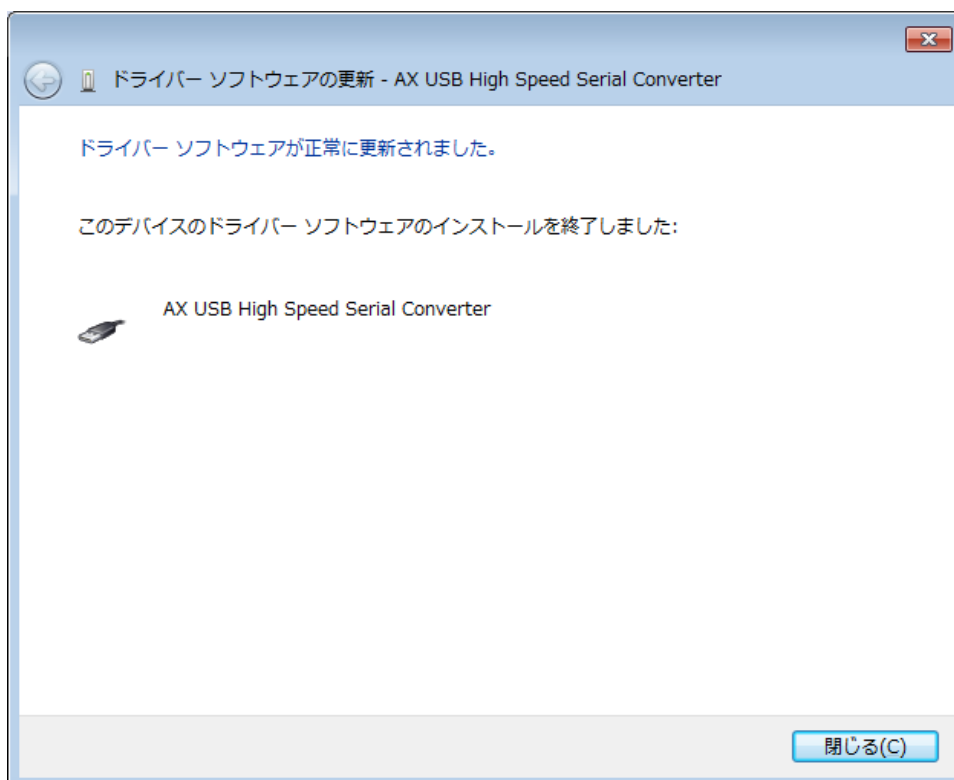 ドライバー ソフトウェアの更新 - AX USB High Speed Serial Converter
ドライバー ソフトウェアが正常に更新されました。
このデバイスのドライバー ソフトウェアのインストールを終了しました:
AX USB High Speed Serial Converter
閉じる(C)